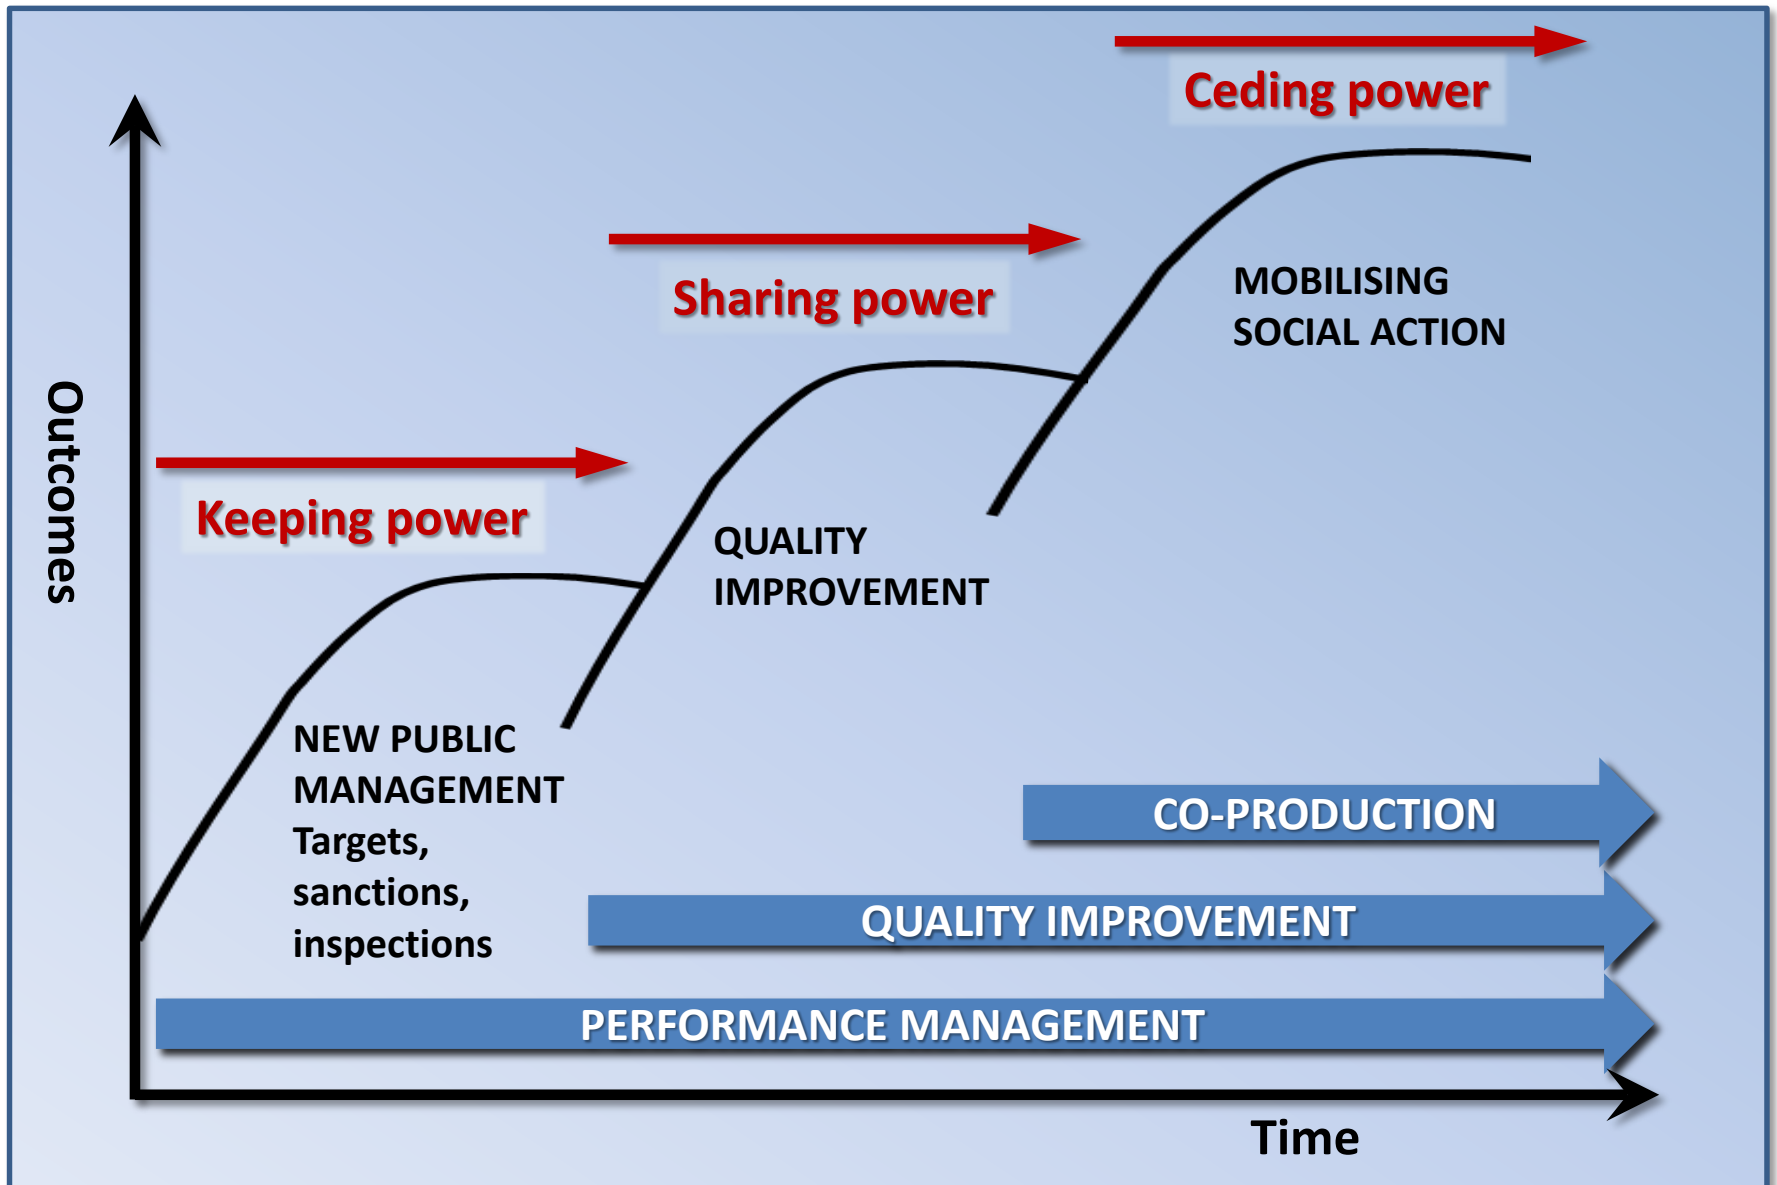 Ceding power
Sharing power
MOBILISING
SOCIAL ACTION
Outcomes
Keeping power
QUALITY
IMPROVEMENT
NEW PUBLIC
MANAGEMENT
Targets,
sanctions,
inspections
CO-PRODUCTION
QUALITY IMPROVEMENT
PERFORMANCE MANAGEMENT
Time